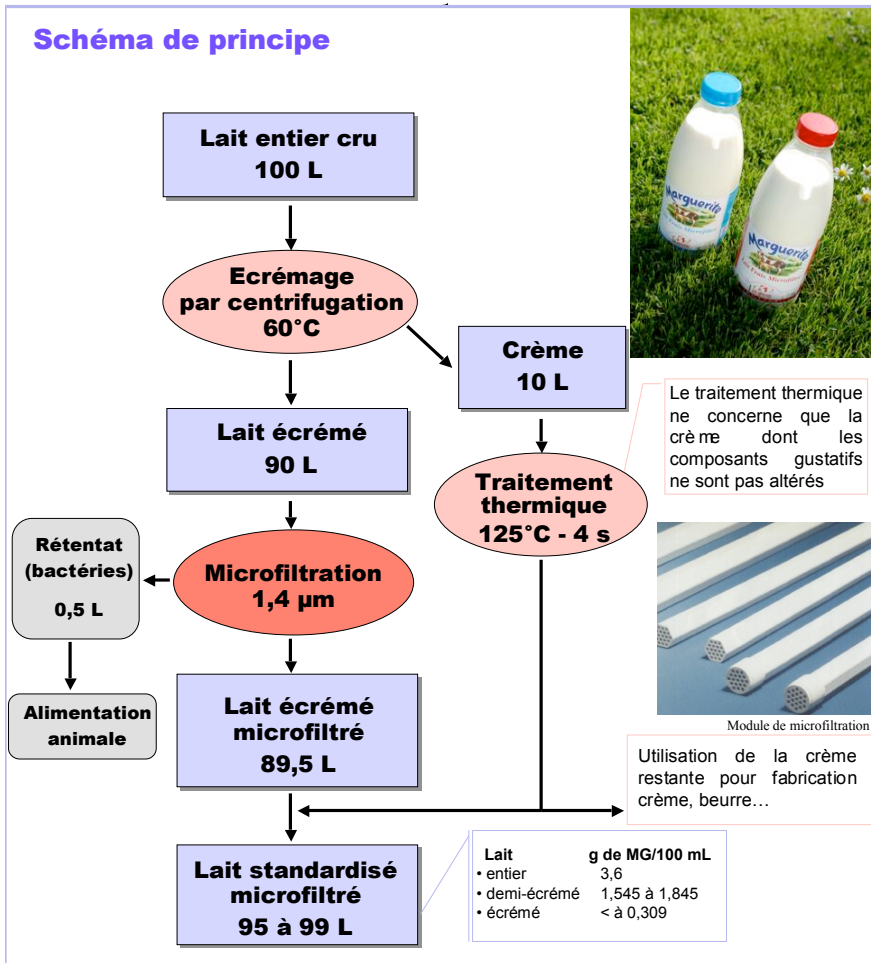 Schéma de principe
Lait entier cru
100 L
Ecrémage
par centrifugation
60°C
Crème
10 L
Lait écrémé
90 L
Le traitement thermique
ne concerne que la
crème dont les
composants gustatifs
ne sont pas altérés
Traitement
thermique
125°C - 4 s
Rétentat
(bactéries)
0,5 L
Microfiltration
1,4 µm
Alimentation
animale
Lait écrémé
microfiltré
89,5 L
Module de microfiltration
Utilisation de la crème
restante pour fabrication
crème, beurre…
Lait standardisé
microfiltré
95 à 99 L
Lait g de MG/100 mL
• entier 3,6
• demi-écrémé 1,545 à 1,845
• écrémé < à 0,309
Marguerite
Marguerite